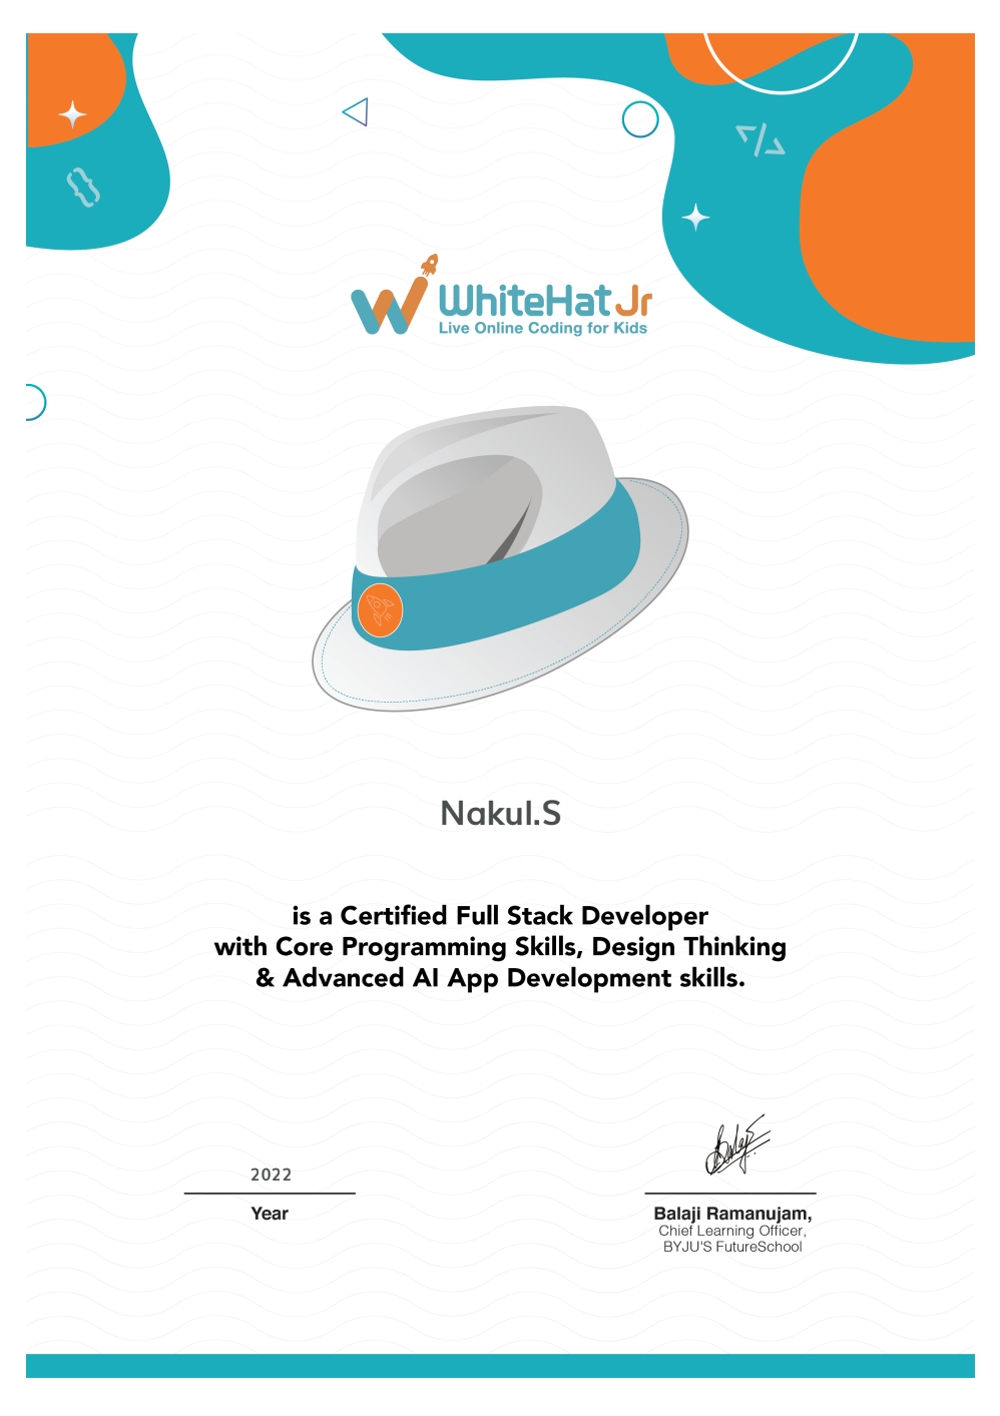 {}
</>
WhiteHat Jr
Live Online Coding for Kids
Nakul.S
is a Certified Full Stack Developer
with Core Programming Skills, Design Thinking
& Advanced AI App Development skills.
2022
Year
Balaji Ramanujam,
Chief Learning Officer,
BYJU'S FutureSchool